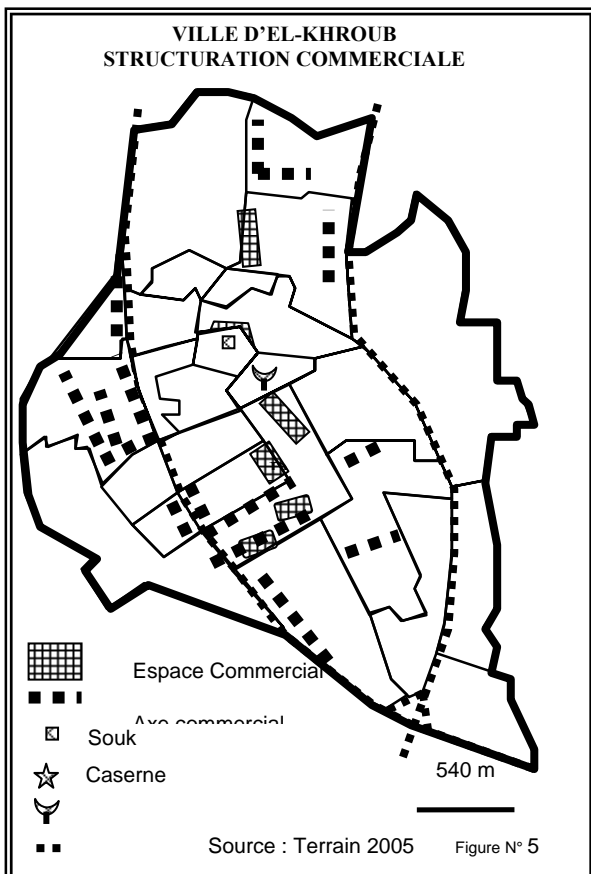 VILLE D'EL-KHROUB
STRUCTURATION COMMERCIALE
Espace Commercial
Axe commercial
Souk
Caserne
540 m
Source : Terrain 2005
Figure N° 5